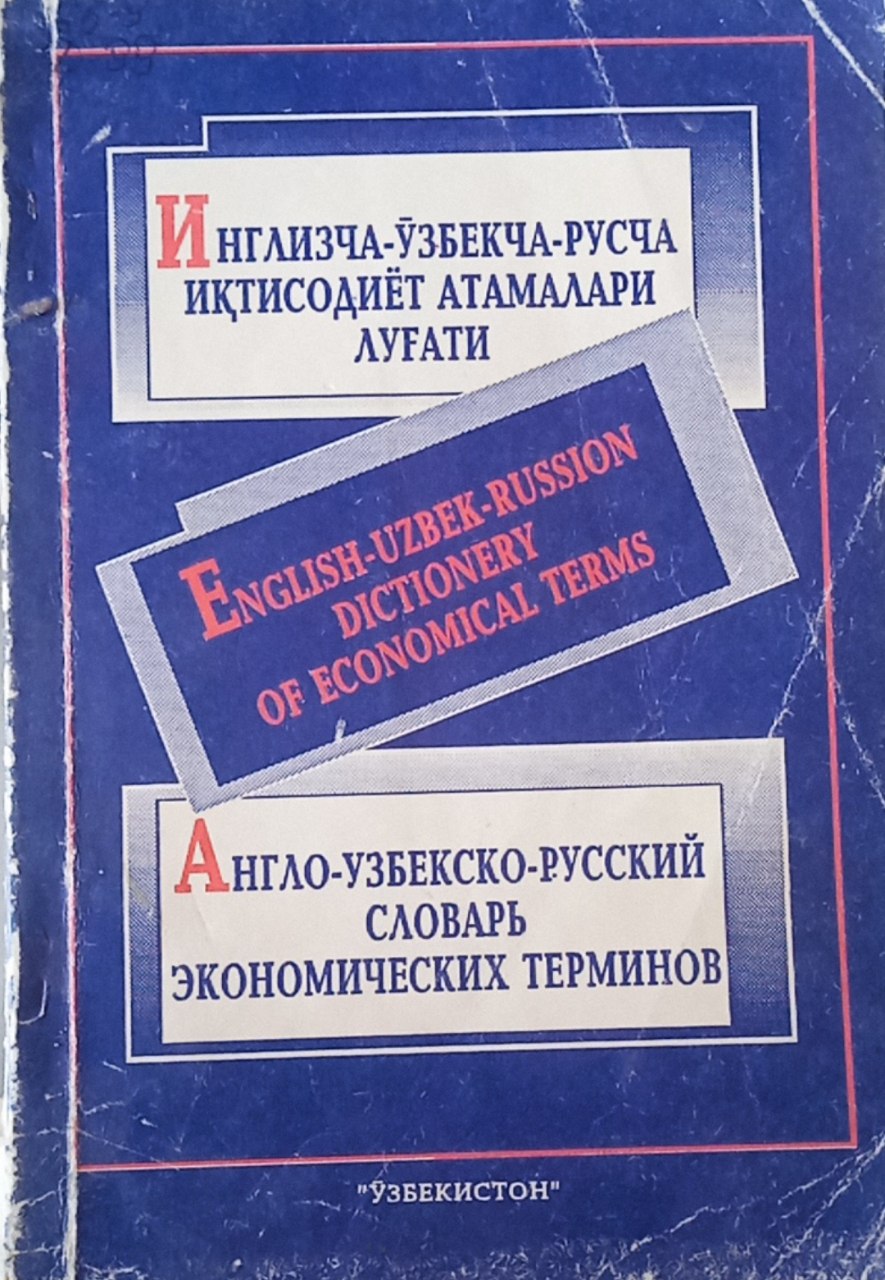 ИНГЛИЗЧА-ЎЗБЕКЧА-РУСЧА
ИҚТИСОДИЁТ АТАМАЛАРИ
ЛУҒАТИ
ENGLISH-UZBEK-RUSSION
DICTIONERY
OF ECONOMICAL TERMS
АНГЛО-УЗБЕКСКО-РУССКИЙ
СЛОВАРЬ
ЭКОНОМИЧЕСКИХ ТЕРМИНОВ
"ЎЗБЕКИСТОН"